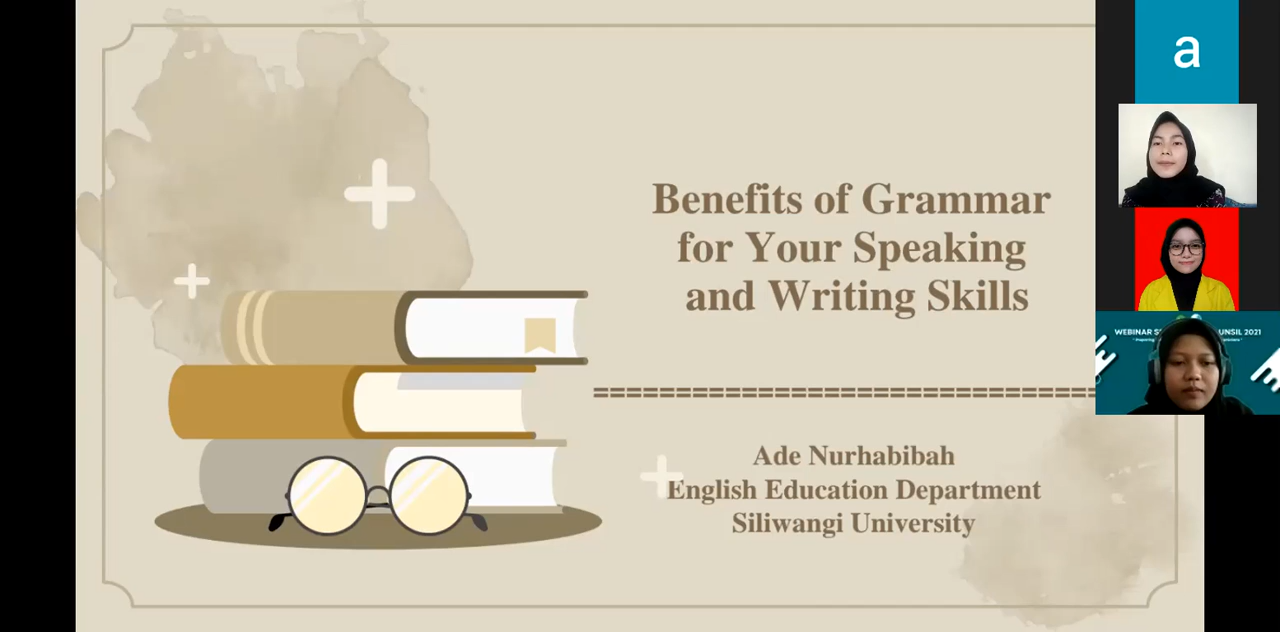 Benefits of Grammar
for Your Speaking
and Writing Skills
Ade Nurhabibah
English Education Department
Siliwangi University
a
WEBINAR
UNSIL 2021